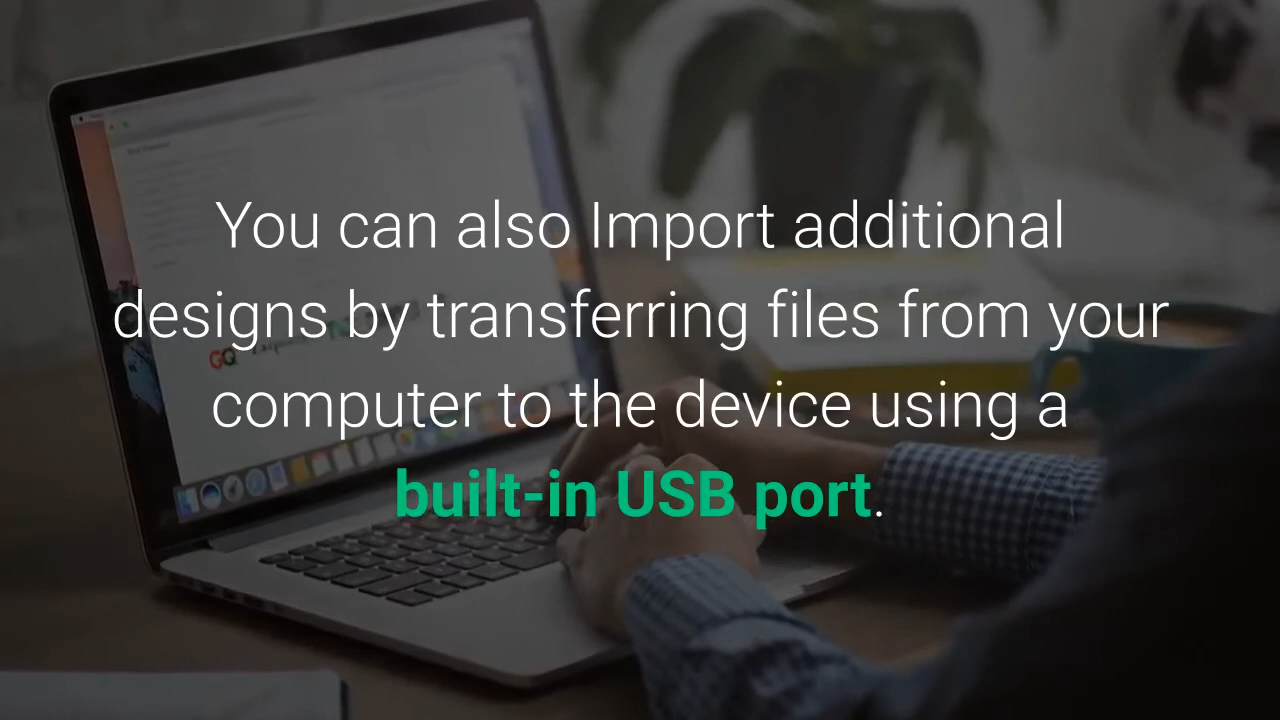 You can also Import additional
designs by transferring files from your
computer to the device using a
built-in USB port.